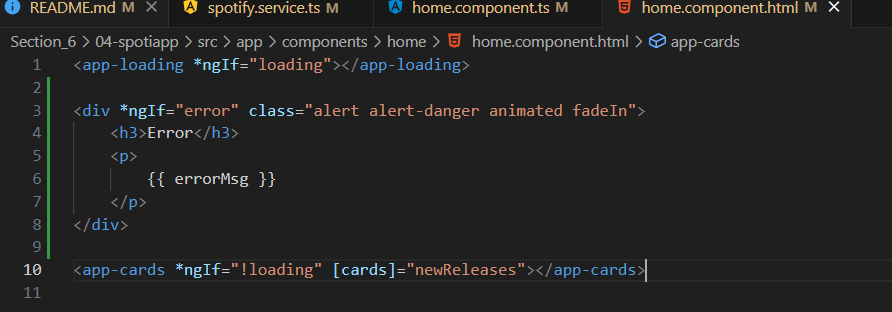 README.md M spotify.service.ts M home.component.ts M home.component.html M
Section_6 > 04-spotiapp > src > app > components > home > home.component.html > app-cards
1 <app-loading *ngIf="loading"></app-loading>
2
3 <div *ngIf="error" class="alert alert-danger animated fadeIn">
4 <h3>Error</h3>
5 <p>
6 {{ errorMsg }}
7 </p>
8 </div>
9
10 <app-cards *ngIf="!loading" [cards]="newReleases"></app-cards>
11